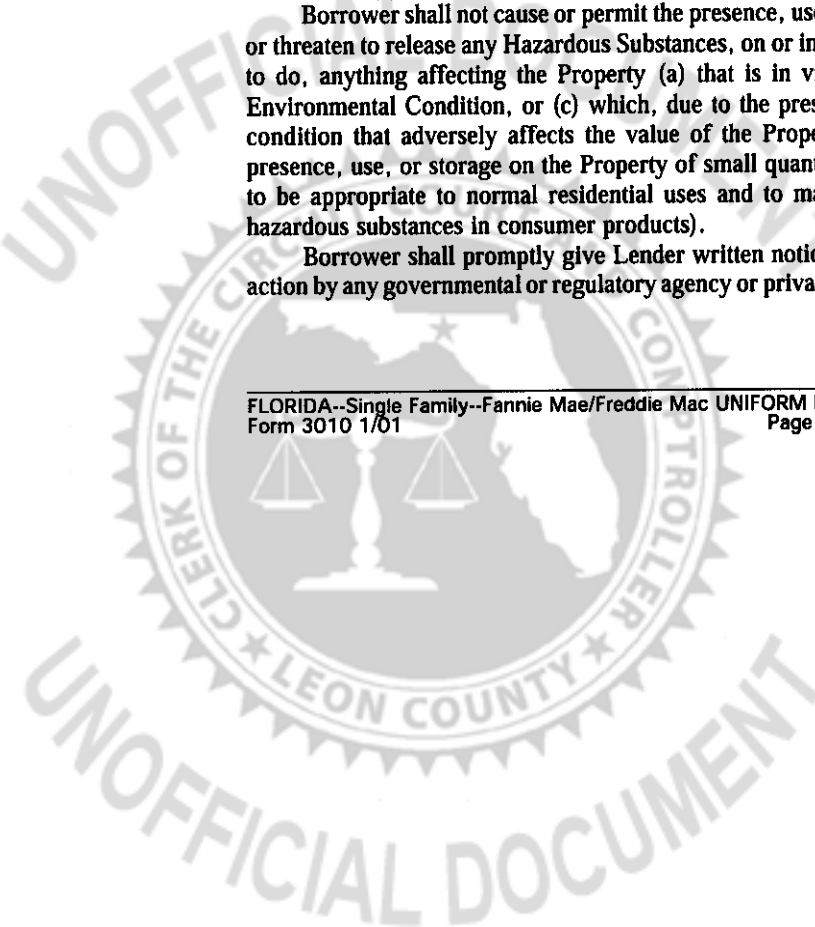 Borrower shall not cause or permit the presence, us
or threaten to release any Hazardous Substances, on or in
to do, anything affecting the Property (a) that is in v
Environmental Condition, or (c) which, due to the pres
condition that adversely affects the value of the Prope
presence, use, or storage on the Property of small quant
to be appropriate to normal residential uses and to ma
hazardous substances in consumer products).
Borrower shall promptly give Lender written notic
action by any governmental or regulatory agency or priva
FLORIDA--Single Family--Fannie Mae/Freddie Mac UNIFORM
Form 3010 1/01 Page
UNOFFICIAL DOCUMENT
CLERK OF THE CIRCUIT COURT & COMPTROLLER
LEON COUNTY
UNOFFICIAL DOCUMENT